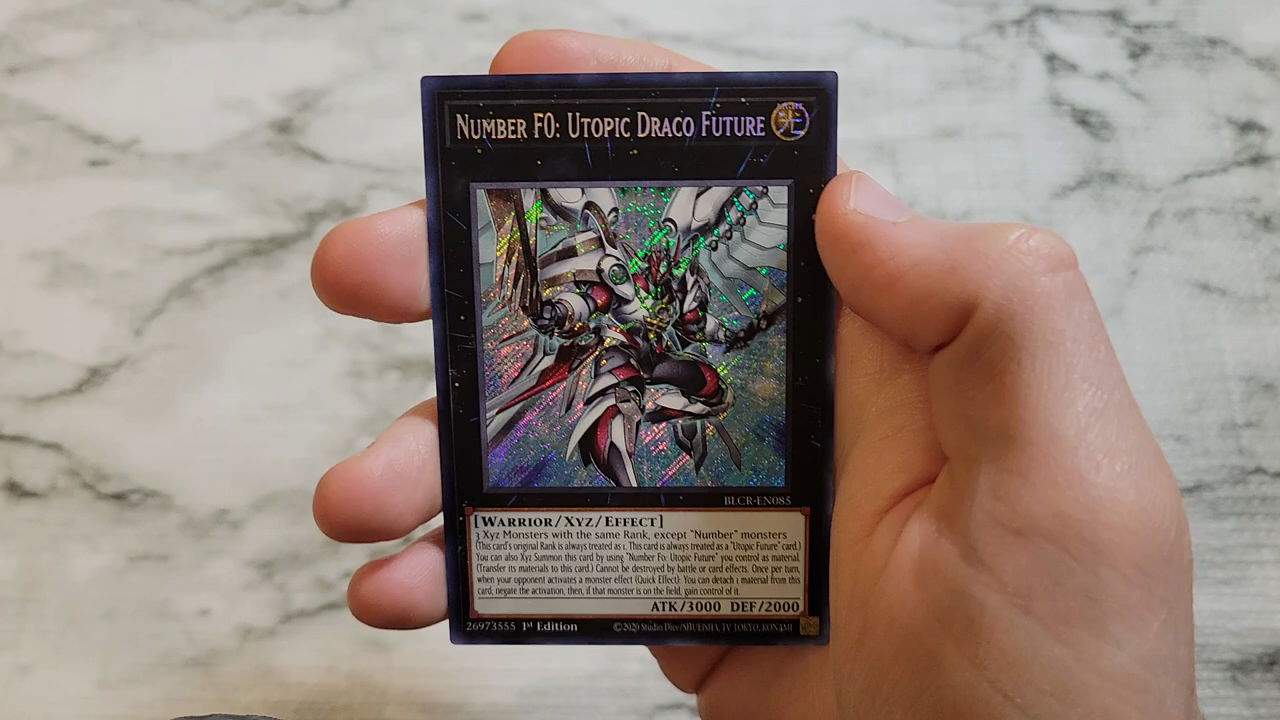 NUMBER F0: UTOPIC DRACO FUTURE
LIGHT
光
BLCR-EN085
[WARRIOR/XYZ/EFFECT]
3 Xyz Monsters with the same Rank, except "Number" monsters
(This card's original Rank is always treated as 1. This card is always treated as a "Utopic Future" card.)
You can also Xyz Summon this card by using "Number F0: Utopic Future" you control as material.
(Transfer its materials to this card.) Cannot be destroyed by battle or card effects. Once per turn,
when your opponent activates a monster effect (Quick Effect): You can detach 1 material from this
card; negate the activation, then, if that monster is on the field, gain control of it.
ATK/3000 DEF/2000
26973555 1st Edition
©2020 Studio Dice/SHUEISHA, TV TOKYO, KONAMI